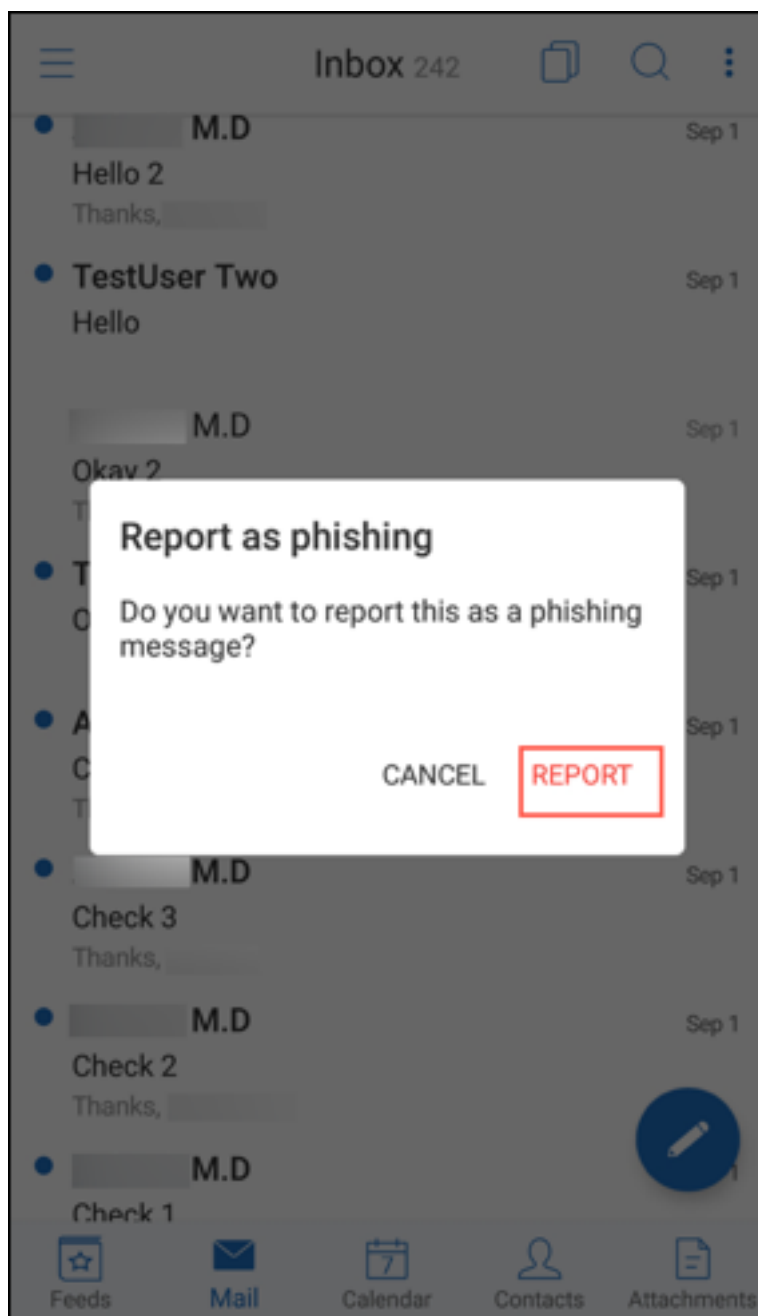 Inbox 242
M.D
Sep 1
Hello 2
Thanks,
TestUser Two
Sep 1
Hello
M.D
Sep 1
Okay 2
T
Report as phishing
T
Sep 1
Do you want to report this as a phishing
O
message?
A
Sep 1
C
CANCEL REPORT
T
M.D
Sep 1
Check 3
Thanks,
M.D
Sep 1
Check 2
Thanks,
M.D
1
Check 1
7
Feeds Mail Calendar Contacts Attachments